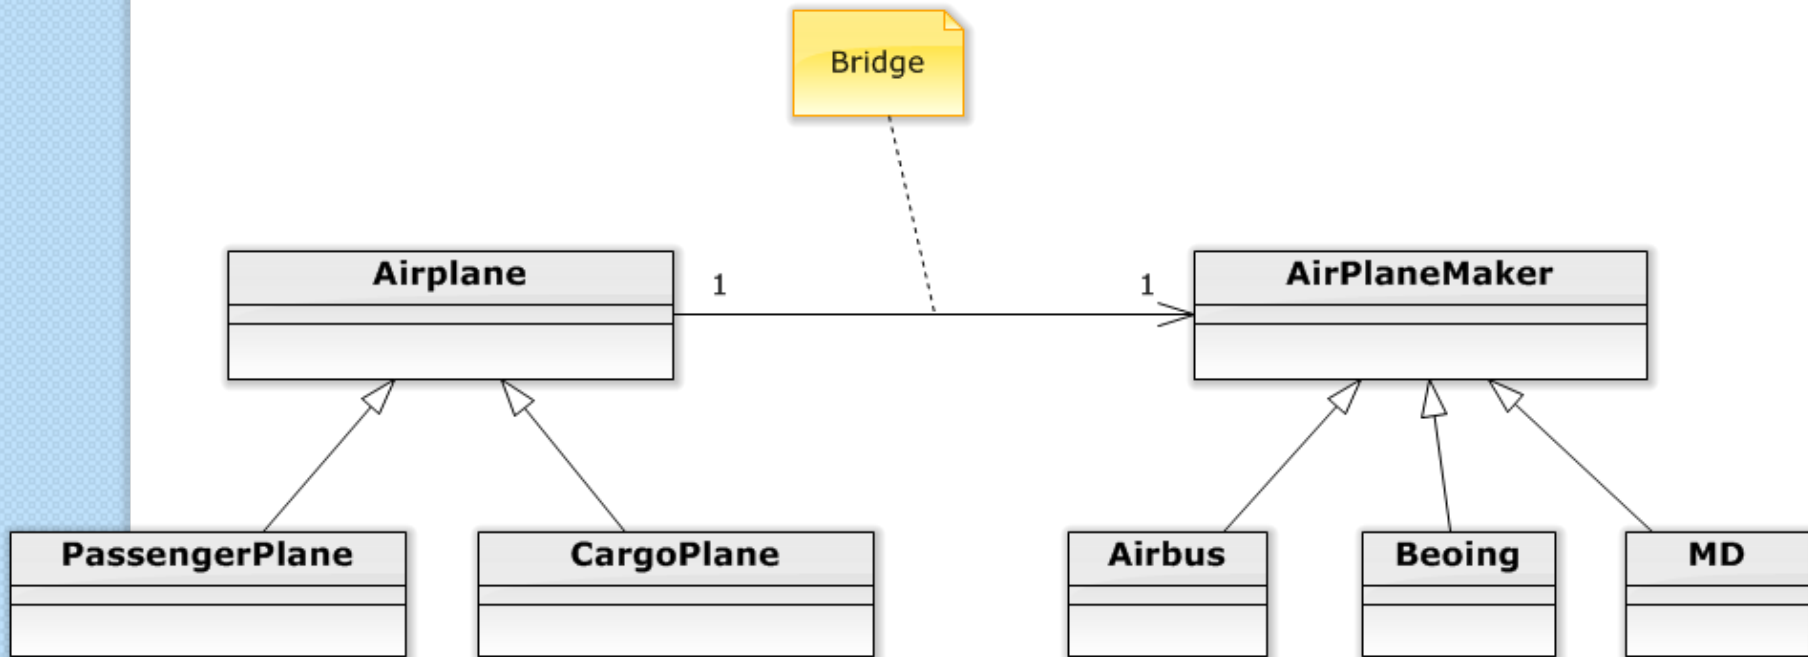 Bridge
Airplane
1
1
AirPlaneMaker
PassengerPlane
CargoPlane
Airbus
Beoing
MD